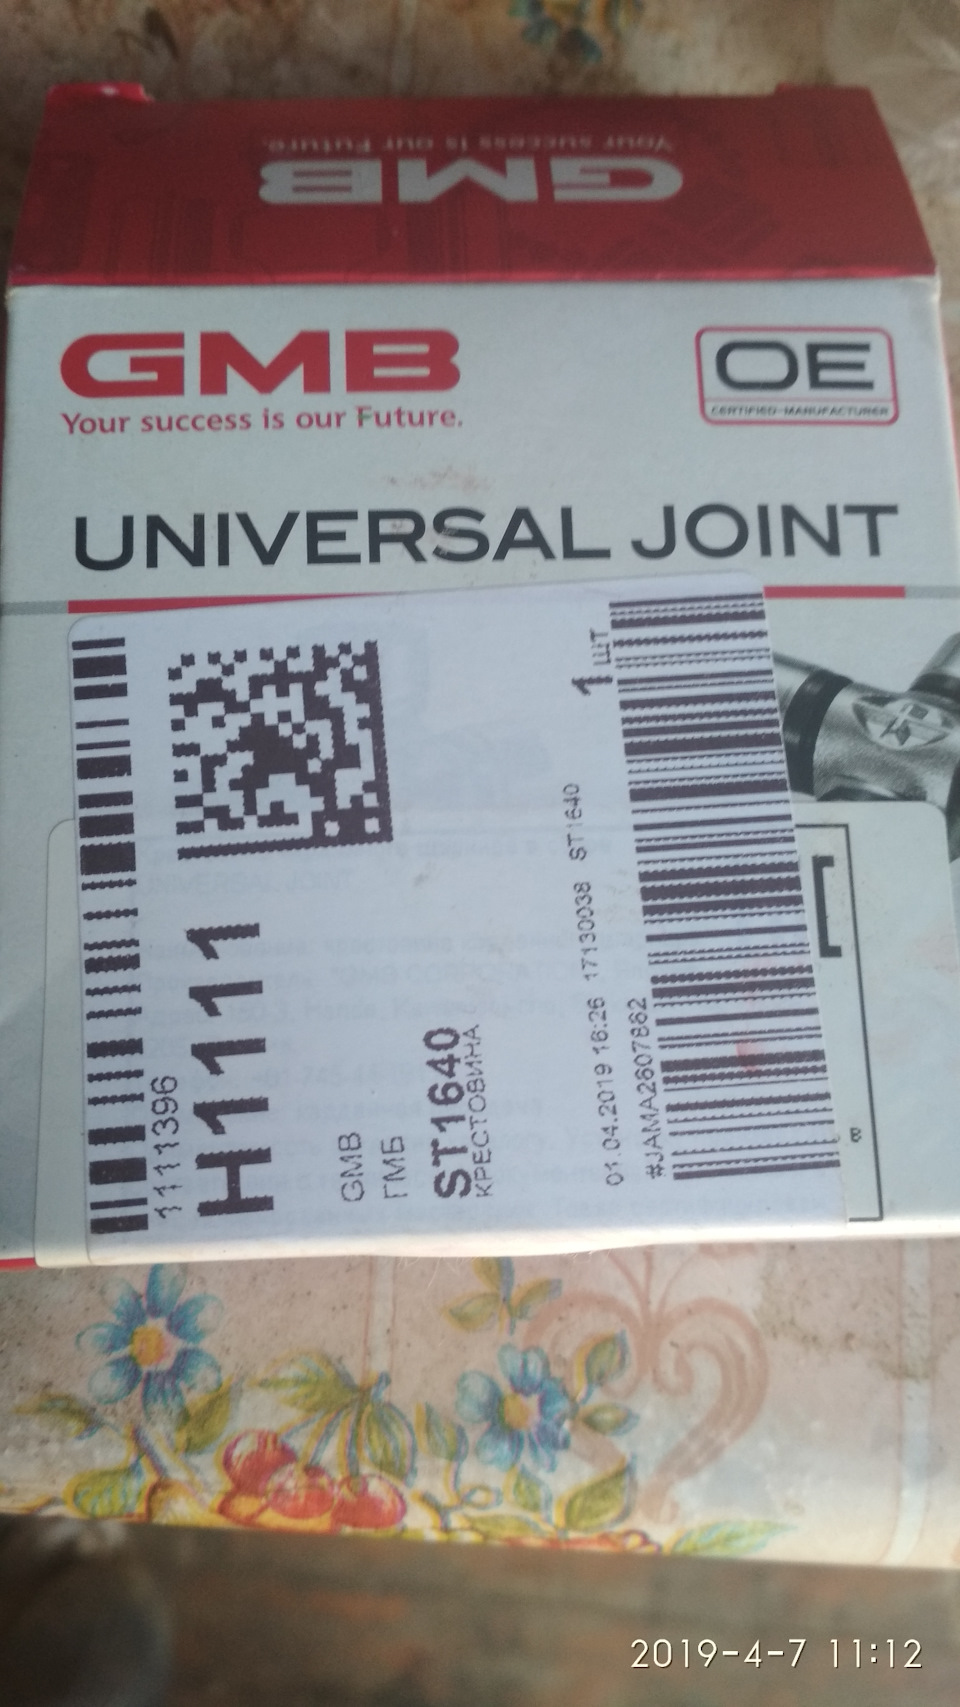 GMB
Your success is our Future.
GMB
Your success is our Future.
OE
CERTIFIED MANUFACTURER
UNIVERSAL JOINT
1111396
H1111
GMB
ГМБ
ST1640
КРЕСТОВИНА
1 шт
01.04.2019 16:26 17130038 ST1640
#JAMA2607862
B
UNIVERSAL JOINT
2019-4-7 11:12